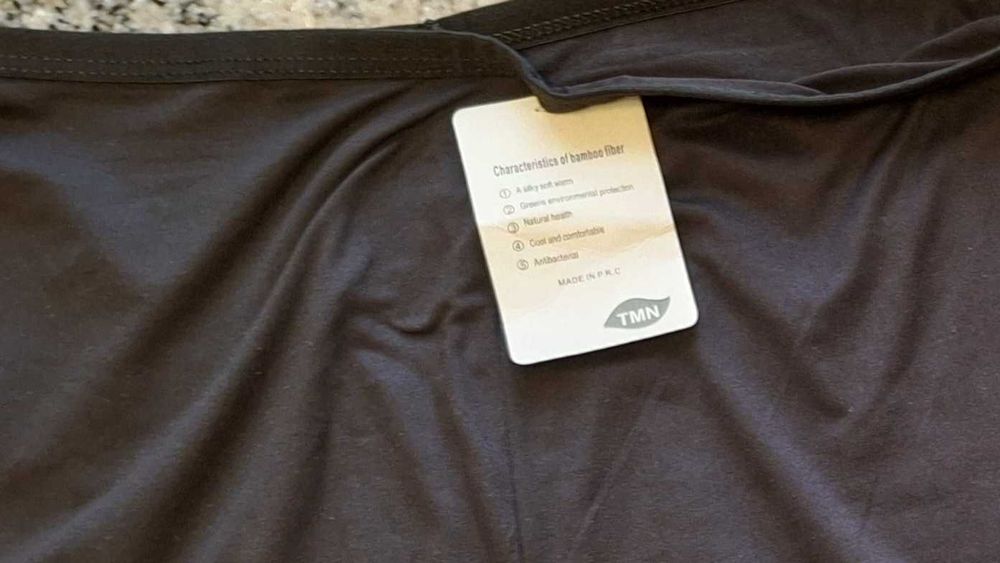 Characteristics of bamboo fiber
① A silky soft warm
② Greens environmental protection
③ Natural health
④ Cool and comfortable
⑤ Antibacterial
MADE IN P.R.C
TMN